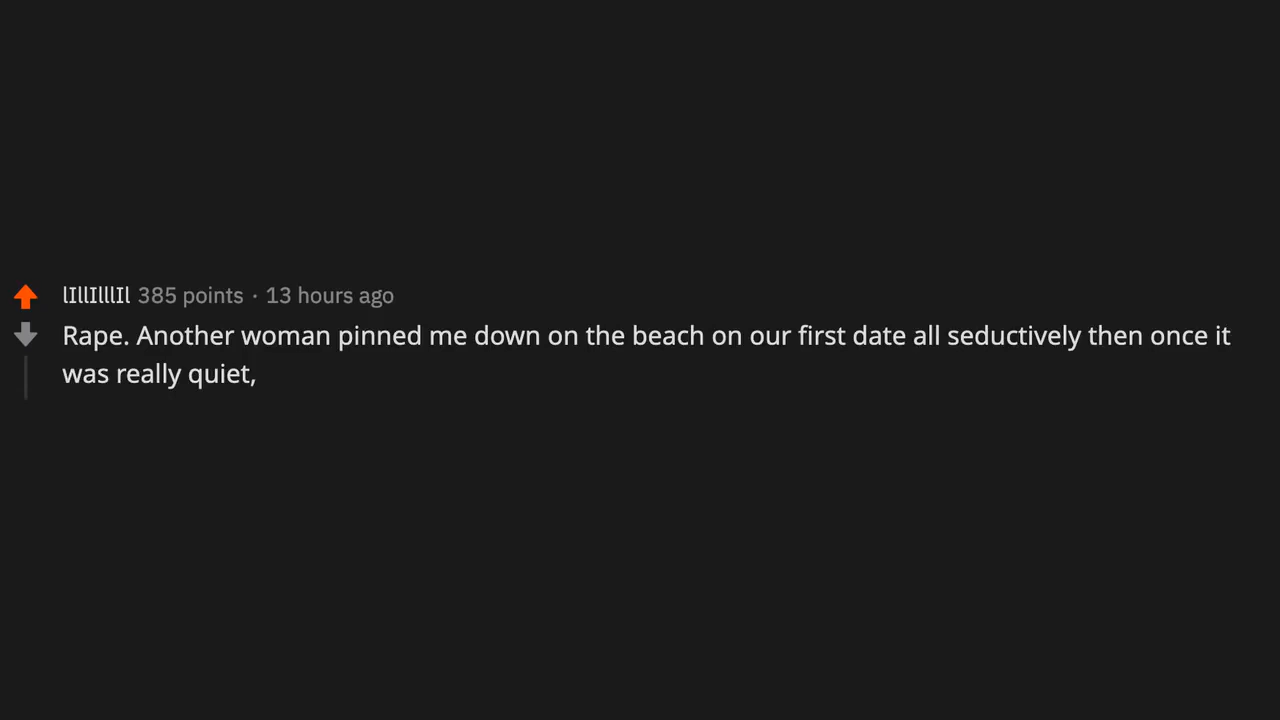 lIllIlllIl 385 points · 13 hours ago
Rape. Another woman pinned me down on the beach on our first date all seductively then once it
was really quiet,